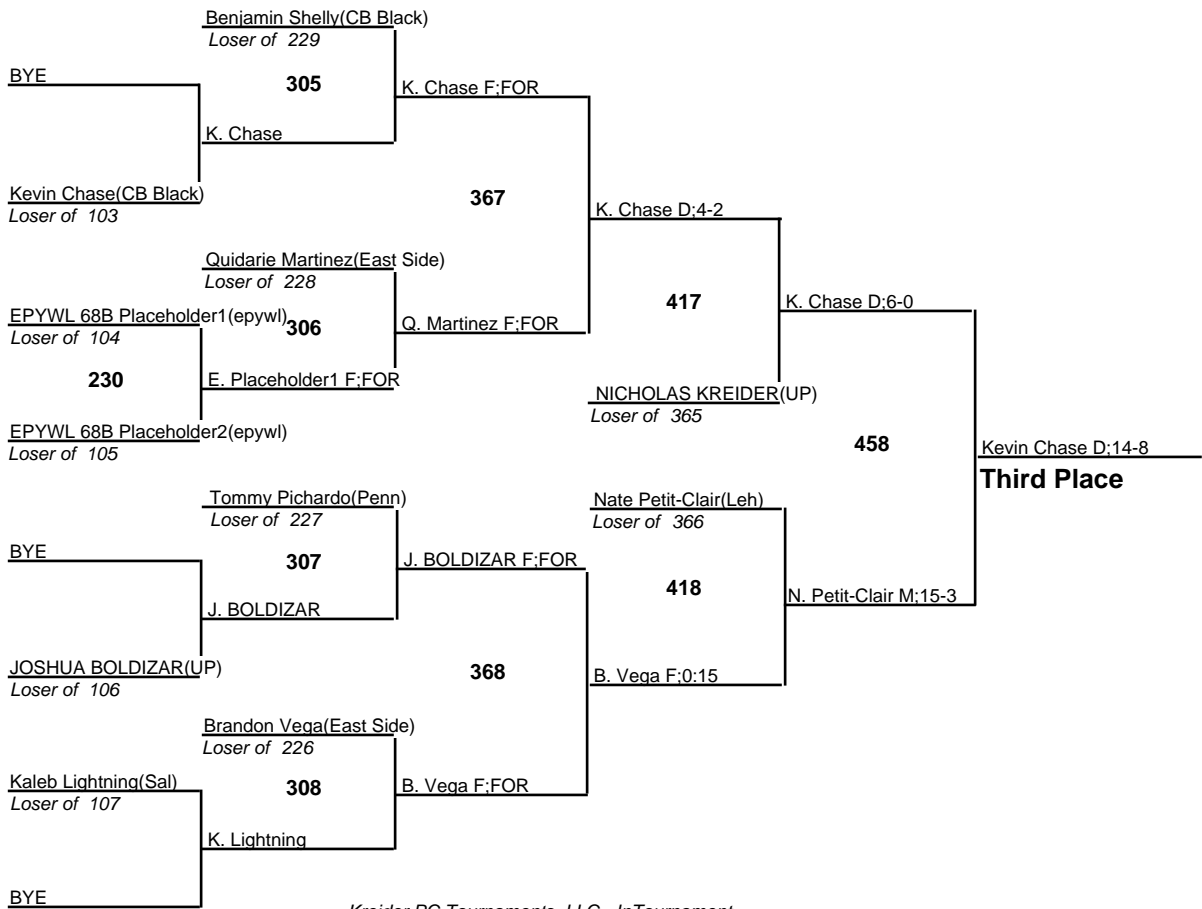 Benjamin Shelly(CB Black)
Loser of 229
BYE
305
K. Chase F;FOR
K. Chase
Kevin Chase(CB Black)
Loser of 103
367
K. Chase D;4-2
Quidarie Martinez(East Side)
Loser of 228
EPYWL 68B Placeholder1(epywl)
Loser of 104
306
Q. Martinez F;FOR
417
K. Chase D;6-0
230
E. Placeholder1 F;FOR
NICHOLAS KREIDER(UP)
Loser of 365
EPYWL 68B Placeholder2(epywl)
Loser of 105
458
Kevin Chase D;14-8
Third Place
Tommy Pichardo(Penn)
Loser of 227
Nate Petit-Clair(Leh)
Loser of 366
BYE
307
J. BOLDIZAR F;FOR
418
N. Petit-Clair M;15-3
J. BOLDIZAR
JOSHUA BOLDIZAR(UP)
Loser of 106
368
B. Vega F;0:15
Brandon Vega(East Side)
Loser of 226
Kaleb Lightning(Sal)
Loser of 107
308
B. Vega F;FOR
K. Lightning
BYE